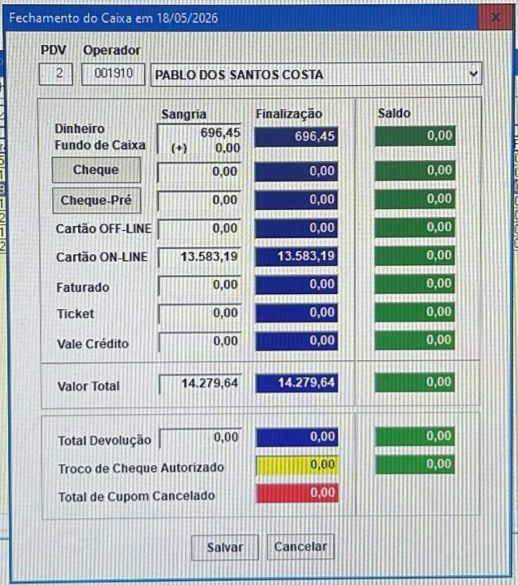 Fechamento do Caixa em 18/05/2026
PDV Operador
2 001910 PABLO DOS SANTOS COSTA
Sangria Finalização Saldo
Dinheiro 696,45 696,45 0,00
Fundo de Caixa (+) 0,00
Cheque 0,00 0,00 0,00
Cheque-Pré 0,00 0,00 0,00
Cartão OFF-LINE 0,00 0,00 0,00
Cartão ON-LINE 13.583,19 13.583,19 0,00
Faturado 0,00 0,00 0,00
Ticket 0,00 0,00 0,00
Vale Crédito 0,00 0,00 0,00
Valor Total 14.279,64 14.279,64 0,00
Total Devolução 0,00 0,00 0,00
Troco de Cheque Autorizado 0,00 0,00
Total de Cupom Cancelado 0,00
Salvar Cancelar